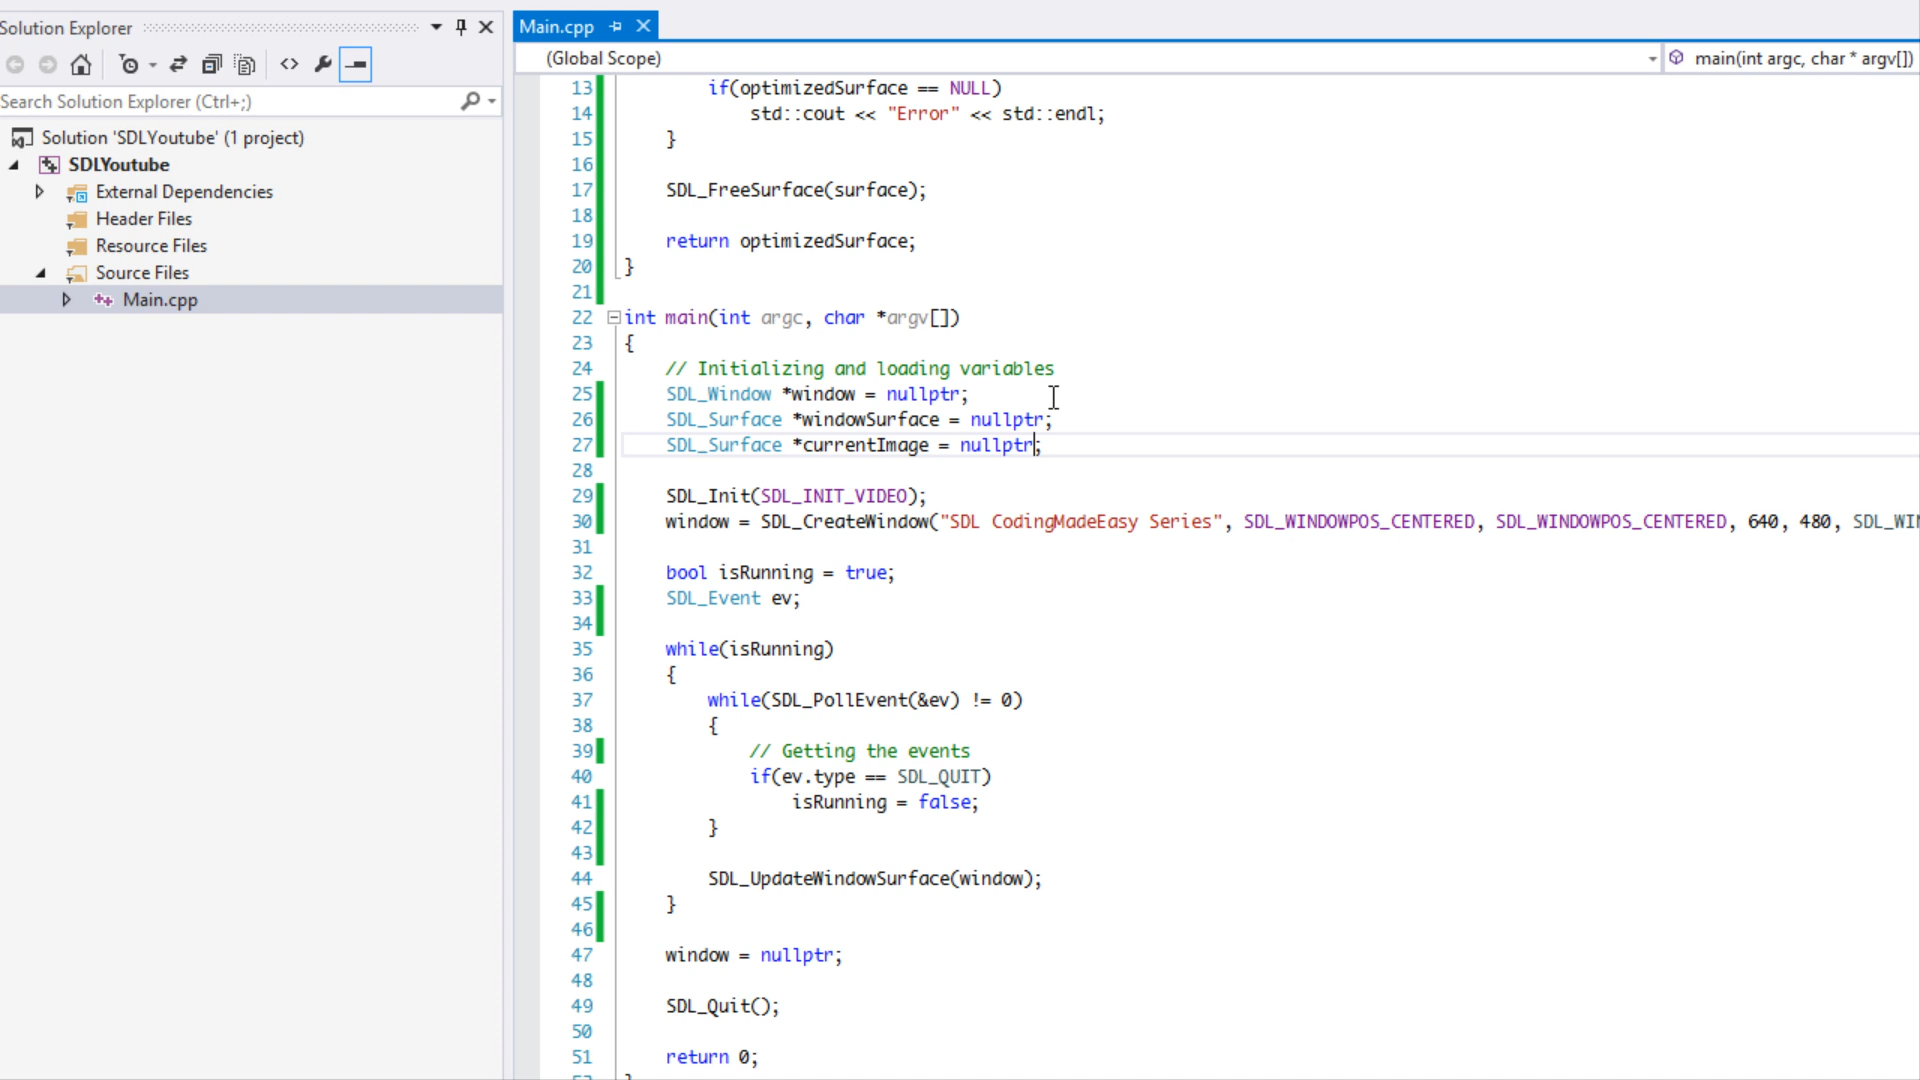 Solution Explorer
Search Solution Explorer (Ctrl+;)
Solution 'SDLYoutube' (1 project)
SDLYoutube
External Dependencies
Header Files
Resource Files
Source Files
Main.cpp
Main.cpp
(Global Scope)
main(int argc, char * argv[])
13 if(optimizedSurface == NULL)
14 std::cout << "Error" << std::endl;
15 }
16
17 SDL_FreeSurface(surface);
18
19 return optimizedSurface;
20 }
21
22 int main(int argc, char *argv[])
23 {
24 // Initializing and loading variables
25 SDL_Window *window = nullptr;
26 SDL_Surface *windowSurface = nullptr;
27 SDL_Surface *currentImage = nullptr;
28
29 SDL_Init(SDL_INIT_VIDEO);
30 window = SDL_CreateWindow("SDL CodingMadeEasy Series", SDL_WINDOWPOS_CENTERED, SDL_WINDOWPOS_CENTERED, 640, 480, SDL_WIN
31
32 bool isRunning = true;
33 SDL_Event ev;
34
35 while(isRunning)
36 {
37 while(SDL_PollEvent(&ev) != 0)
38 {
39 // Getting the events
40 if(ev.type == SDL_QUIT)
41 isRunning = false;
42 }
43
44 SDL_UpdateWindowSurface(window);
45 }
46
47 window = nullptr;
48
49 SDL_Quit();
50
51 return 0;